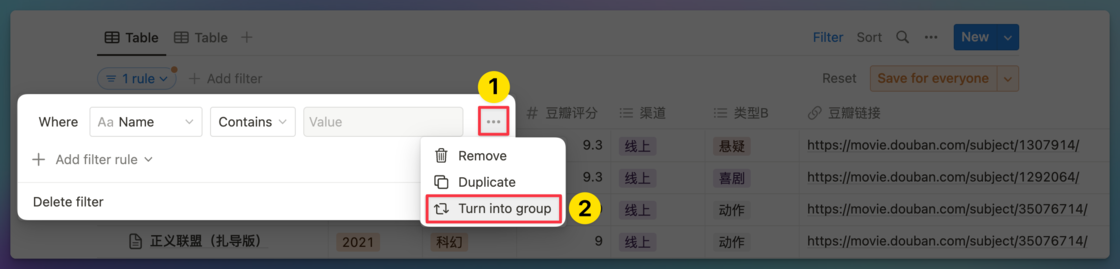 Table Table + Filter Sort New
1 rule + Add filter Reset Save for everyone
1
Where Aa Name Contains Value # 豆瓣评分 渠道 类型B 豆瓣链接
Remove 9.3 线上 悬疑 https://movie.douban.com/subject/1307914/
+ Add filter rule
Duplicate 9.3 线上 喜剧 https://movie.douban.com/subject/1292064/
Delete filter Turn into group 2 线上 动作 https://movie.douban.com/subject/35076714/
正义联盟（扎导版） 2021 科幻 9 线上 动作 https://movie.douban.com/subject/35076714/